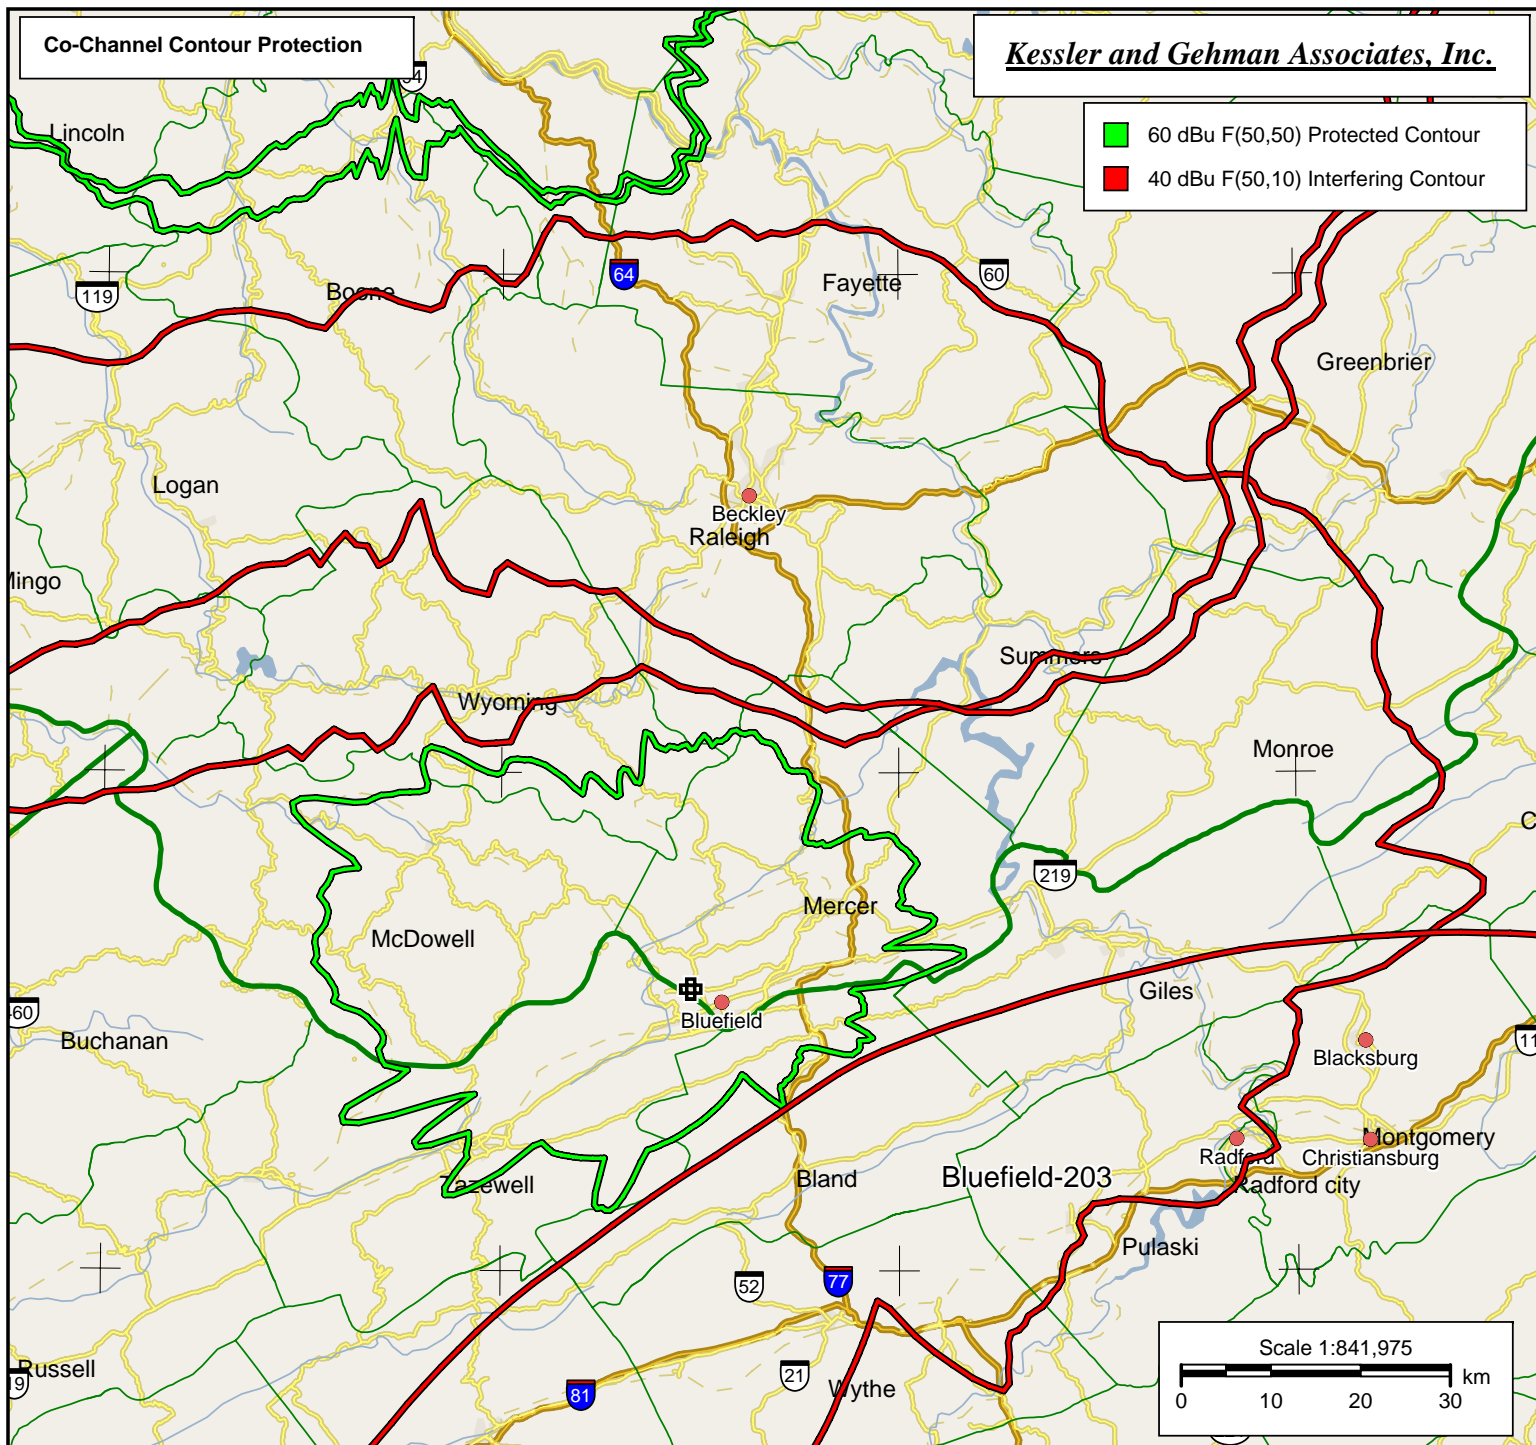 Co-Channel Contour Protection
Kessler and Gehman Associates, Inc.
60 dBu F(50,50) Protected Contour
40 dBu F(50,10) Interfering Contour
Lincoln
119
Boone
64
Fayette
60
Greenbrier
Logan
Beckley
Raleigh
Mingo
Summers
Wyoming
Monroe
219
Mercer
McDowell
Giles
Bluefield
60
Buchanan
Blacksburg
11
Montgomery
Radford
Christiansburg
Tazewell
Bland
Bluefield-203
Radford city
Pulaski
52
77
Russell
19
81
21
Wythe
Scale 1:841,975
km
0 10 20 30